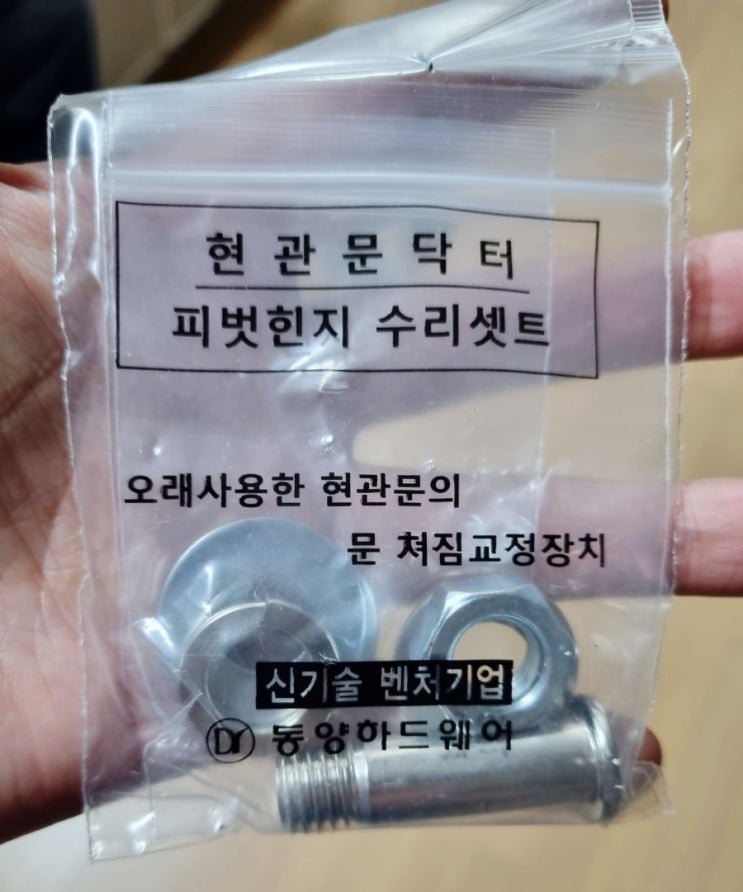 현관문닥터
피벗힌지 수리셋트
오래사용한 현관문의
문 쳐짐교정장치
신기술 벤처기업
DY 동양하드웨어